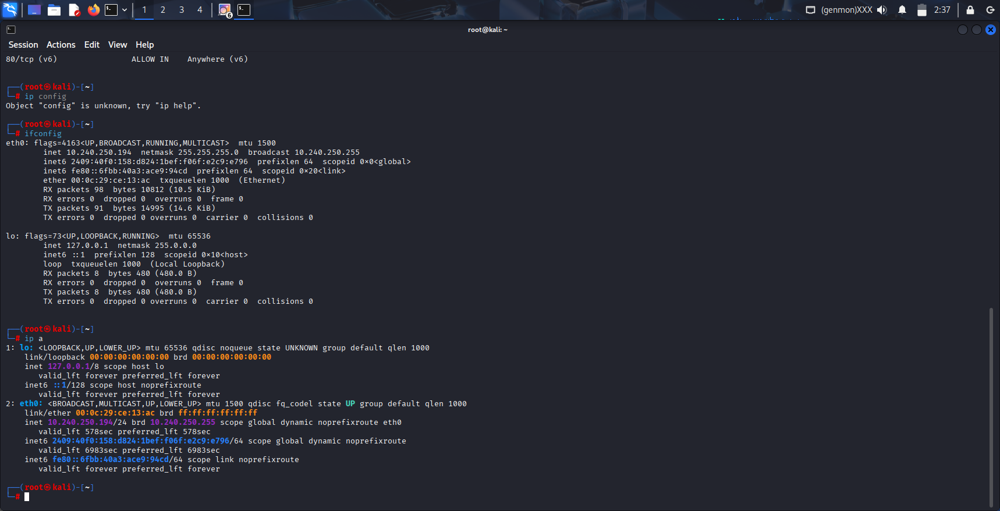 1 2 3 4 6 (genmon)XXX 2:37
root@kali: ~
Session Actions Edit View Help
80/tcp (v6)                ALLOW IN    Anywhere (v6)
┌──(root㉿kali)-[~]
└─# ip config
Object "config" is unknown, try "ip help".
┌──(root㉿kali)-[~]
└─# ifconfig
eth0: flags=4163<UP,BROADCAST,RUNNING,MULTICAST>  mtu 1500
        inet 10.240.250.194  netmask 255.255.255.0  broadcast 10.240.250.255
        inet6 2409:40f0:158:d824:1bef:f06f:e2c9:e796  prefixlen 64  scopeid 0×0<global>
        inet6 fe80::6fbb:40a3:ace9:94cd  prefixlen 64  scopeid 0×20<link>
        ether 00:0c:29:ce:13:ac  txqueuelen 1000  (Ethernet)
        RX packets 98  bytes 10812 (10.5 KiB)
        RX errors 0  dropped 0  overruns 0  frame 0
        TX packets 91  bytes 14995 (14.6 KiB)
        TX errors 0  dropped 0 overruns 0  carrier 0  collisions 0
lo: flags=73<UP,LOOPBACK,RUNNING>  mtu 65536
        inet 127.0.0.1  netmask 255.0.0.0
        inet6 ::1  prefixlen 128  scopeid 0×10<host>
        loop  txqueuelen 1000  (Local Loopback)
        RX packets 8  bytes 480 (480.0 B)
        RX errors 0  dropped 0  overruns 0  frame 0
        TX packets 8  bytes 480 (480.0 B)
        TX errors 0  dropped 0 overruns 0  carrier 0  collisions 0
┌──(root㉿kali)-[~]
└─# ip a
1: lo: <LOOPBACK,UP,LOWER_UP> mtu 65536 qdisc noqueue state UNKNOWN group default qlen 1000
    link/loopback 00:00:00:00:00:00 brd 00:00:00:00:00:00
    inet 127.0.0.1/8 scope host lo
       valid_lft forever preferred_lft forever
    inet6 ::1/128 scope host noprefixroute
       valid_lft forever preferred_lft forever
2: eth0: <BROADCAST,MULTICAST,UP,LOWER_UP> mtu 1500 qdisc fq_codel state UP group default qlen 1000
    link/ether 00:0c:29:ce:13:ac brd ff:ff:ff:ff:ff:ff
    inet 10.240.250.194/24 brd 10.240.250.255 scope global dynamic noprefixroute eth0
       valid_lft 578sec preferred_lft 578sec
    inet6 2409:40f0:158:d824:1bef:f06f:e2c9:e796/64 scope global dynamic noprefixroute
       valid_lft 6983sec preferred_lft 6983sec
    inet6 fe80::6fbb:40a3:ace9:94cd/64 scope link noprefixroute
       valid_lft forever preferred_lft forever
┌──(root㉿kali)-[~]
└─#